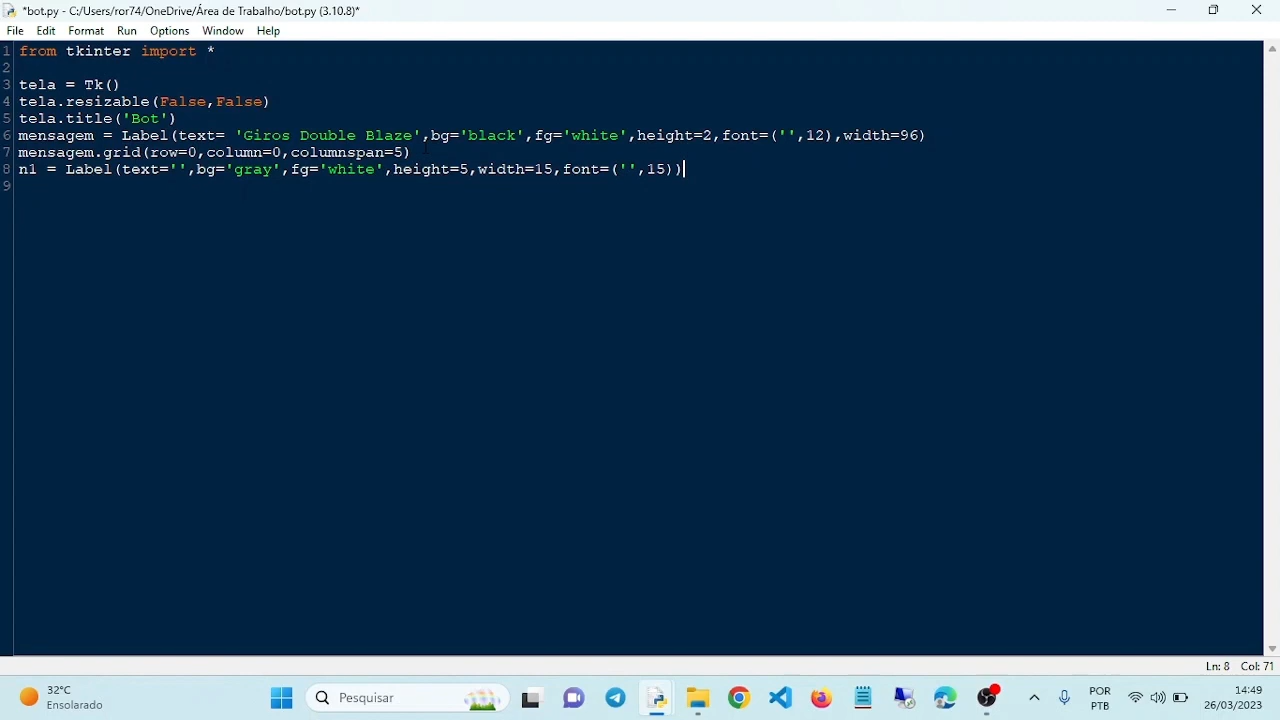 *bot.py - C:/Users/ror74/OneDrive/Área de Trabalho/bot.py (3.10.8)*
File Edit Format Run Options Window Help
1 from tkinter import *
2
3 tela = Tk()
4 tela.resizable(False,False)
5 tela.title('Bot')
6 mensagem = Label(text= 'Giros Double Blaze',bg='black',fg='white',height=2,font=('',12),width=96)
7 mensagem.grid(row=0,column=0,columnspan=5)
8 n1 = Label(text='',bg='gray',fg='white',height=5,width=15,font=('',15))
9
Ln: 8 Col: 71
32°C
Ensolarado
Pesquisar
POR
PTB
14:49
26/03/2023